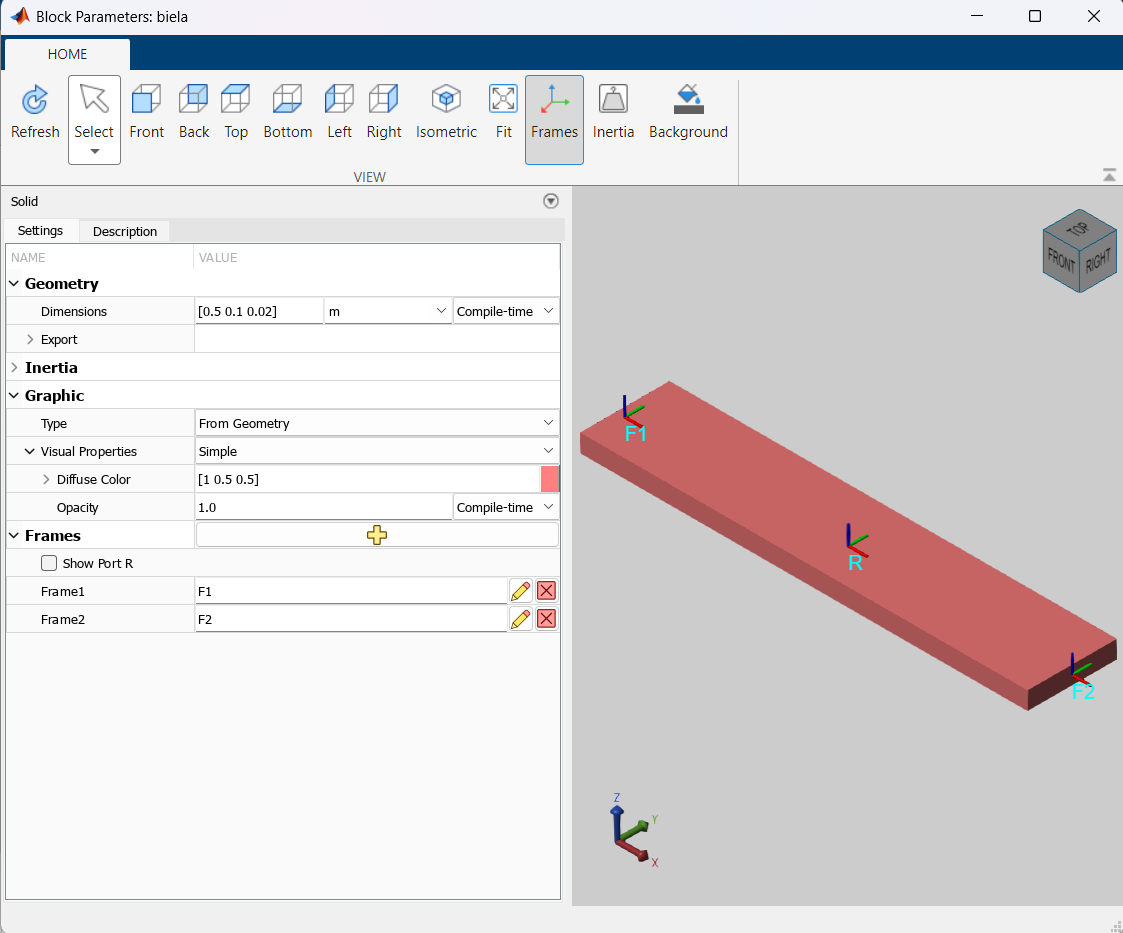 Block Parameters: biela
HOME
Refresh Select Front Back Top Bottom Left Right Isometric Fit Frames Inertia Background
VIEW
Solid
Settings Description
NAME VALUE
Geometry
Dimensions [0.5 0.1 0.02] m Compile-time
Export
Inertia
Graphic
Type From Geometry
Visual Properties Simple
Diffuse Color [1 0.5 0.5]
Opacity 1.0 Compile-time
Frames
Show Port R
Frame1 F1
Frame2 F2
TOP
FRONT RIGHT
F1
R
F2
Z
Y
X